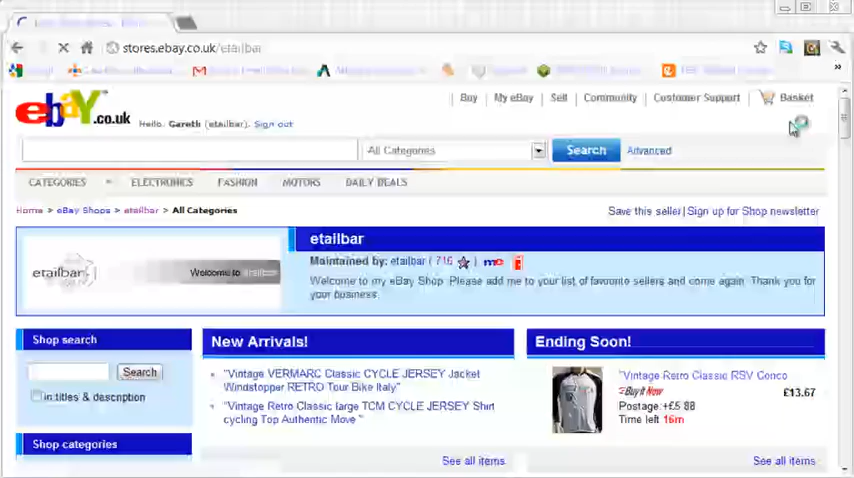 stores.ebay.co.uk/etailbar
Buy | My eBay | Sell | Community | Customer Support | Basket
ebay.co.uk
Hello, Gareth (etailbar). Sign out
All Categories
Search
Advanced
CATEGORIES ELECTRONICS FASHION MOTORS DAILY DEALS
Home > eBay Shops > etailbar > All Categories
Save this seller | Sign up for Shop newsletter
etailbar
etailbar
Welcome to etailbar
Maintained by: etailbar ( 716 ) me
Welcome to my eBay Shop. Please add me to your list of favourite sellers and come again. Thank you for
your business.
Shop search
Search
in titles & description
Shop categories
New Arrivals!
"Vintage VERMARC Classic CYCLE JERSEY Jacket
Windstopper RETRO Tour Bike Italy"
"Vintage Retro Classic large TCM CYCLE JERSEY Shirt
cycling Top Authentic Move "
See all items
Ending Soon!
"Vintage Retro Classic RSV Conco
Buy It Now
£13.67
Postage:
Time left 16m
See all items